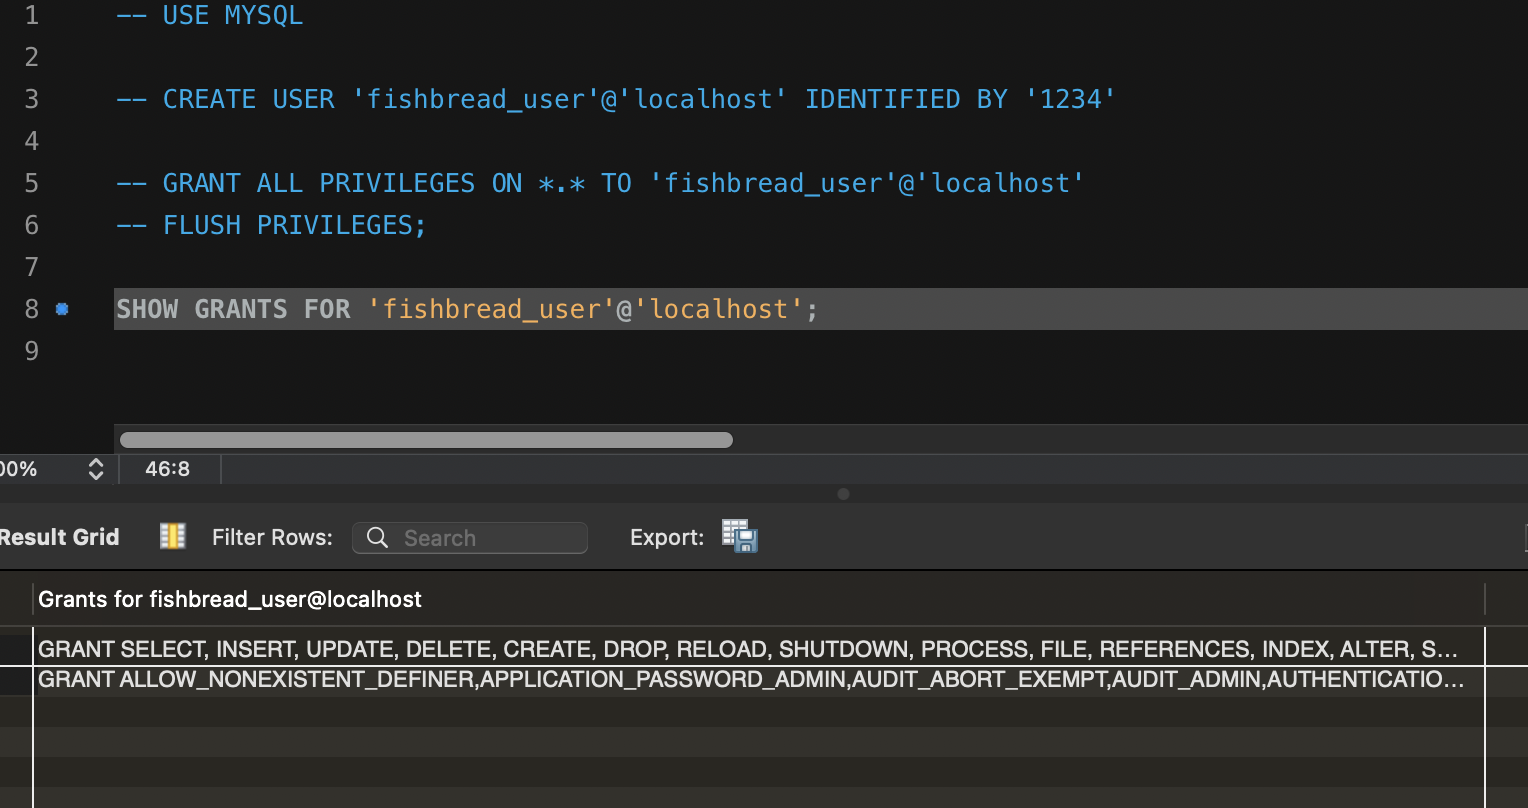 1 -- USE MYSQL
2
3 -- CREATE USER 'fishbread_user'@'localhost' IDENTIFIED BY '1234'
4
5 -- GRANT ALL PRIVILEGES ON *.* TO 'fishbread_user'@'localhost'
6 -- FLUSH PRIVILEGES;
7
8 SHOW GRANTS FOR 'fishbread_user'@'localhost';
9
00% 46:8
Result Grid Filter Rows: Search Export:
Grants for fishbread_user@localhost
GRANT SELECT, INSERT, UPDATE, DELETE, CREATE, DROP, RELOAD, SHUTDOWN, PROCESS, FILE, REFERENCES, INDEX, ALTER, S...
GRANT ALLOW_NONEXISTENT_DEFINER,APPLICATION_PASSWORD_ADMIN,AUDIT_ABORT_EXEMPT,AUDIT_ADMIN,AUTHENTICATIO...